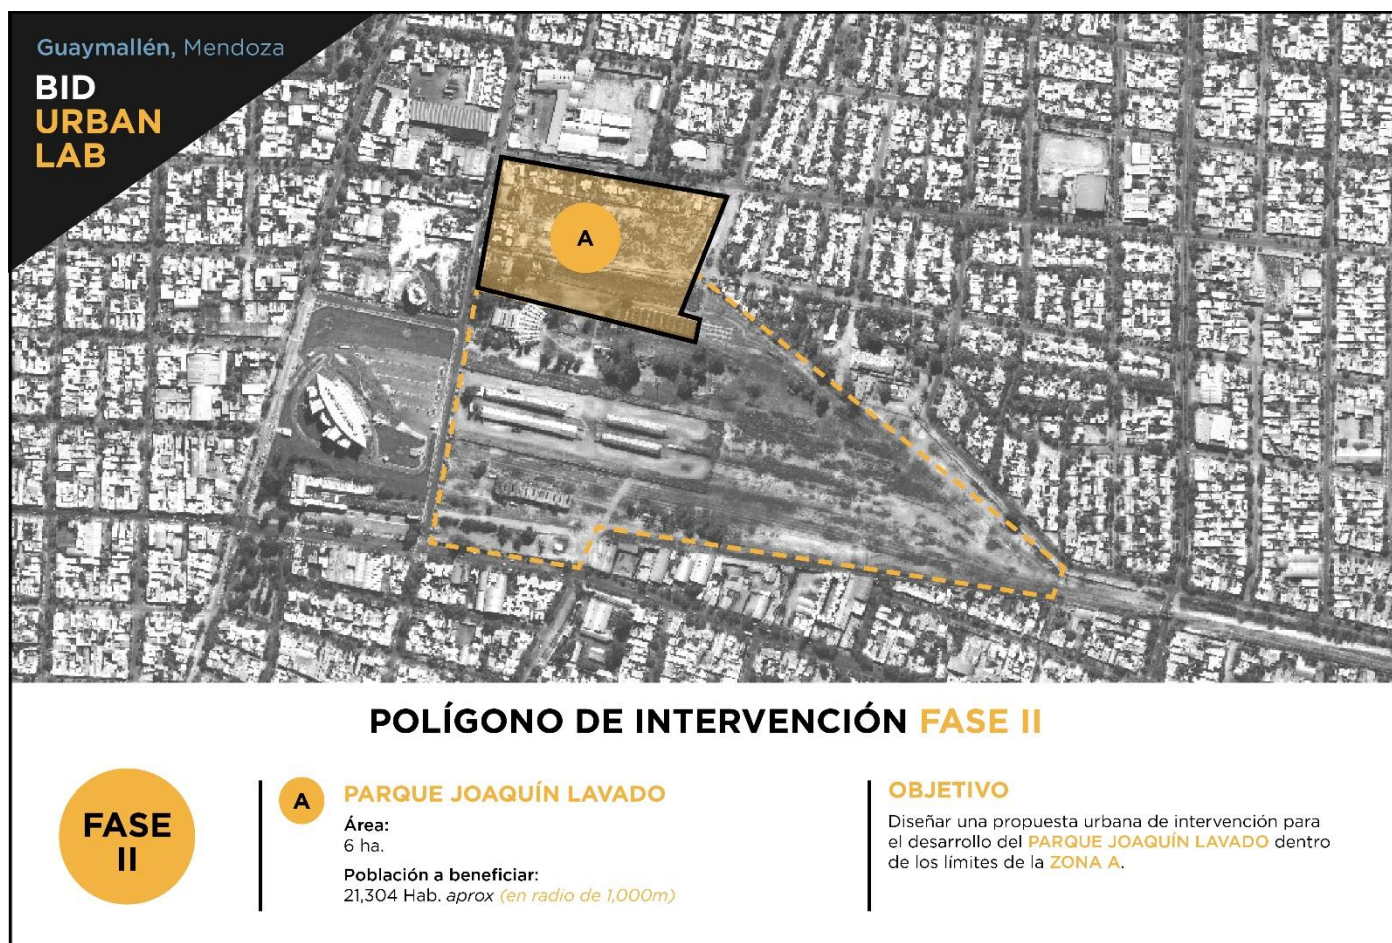 Guaymallén, Mendoza
BID
URBAN
LAB
A
POLÍGONO DE INTERVENCIÓN FASE II
FASE
II
A
PARQUE JOAQUÍN LAVADO
Área:
6 ha.
Población a beneficiar:
21,304 Hab. aprox (en radio de 1,000m)
OBJETIVO
Diseñar una propuesta urbana de intervención para
el desarrollo del PARQUE JOAQUÍN LAVADO dentro
de los límites de la ZONA A.